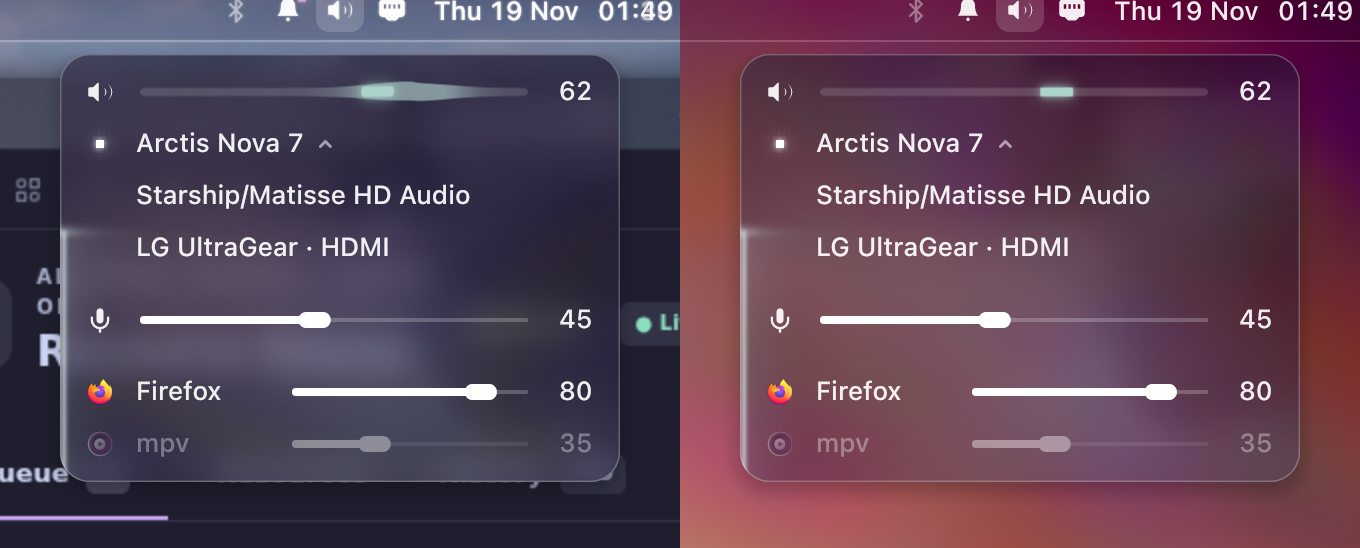 Thu 19 Nov 01:49
62
Arctis Nova 7
Starship/Matisse HD Audio
LG UltraGear · HDMI
45
Firefox 80
mpv 35
Thu 19 Nov 01:49
62
Arctis Nova 7
Starship/Matisse HD Audio
LG UltraGear · HDMI
45
Firefox 80
mpv 35